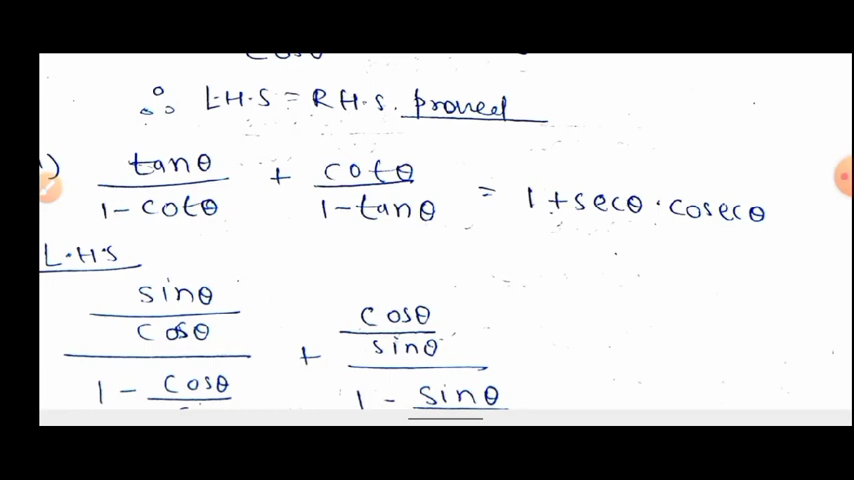 ∴ L.H.S = R.H.S. proved
tanθ / 1 - cotθ + cotθ / 1 - tanθ = 1 + secθ · cosecθ
L.H.S
sinθ / cosθ / 1 - cosθ + cosθ / sinθ / 1 - sinθ